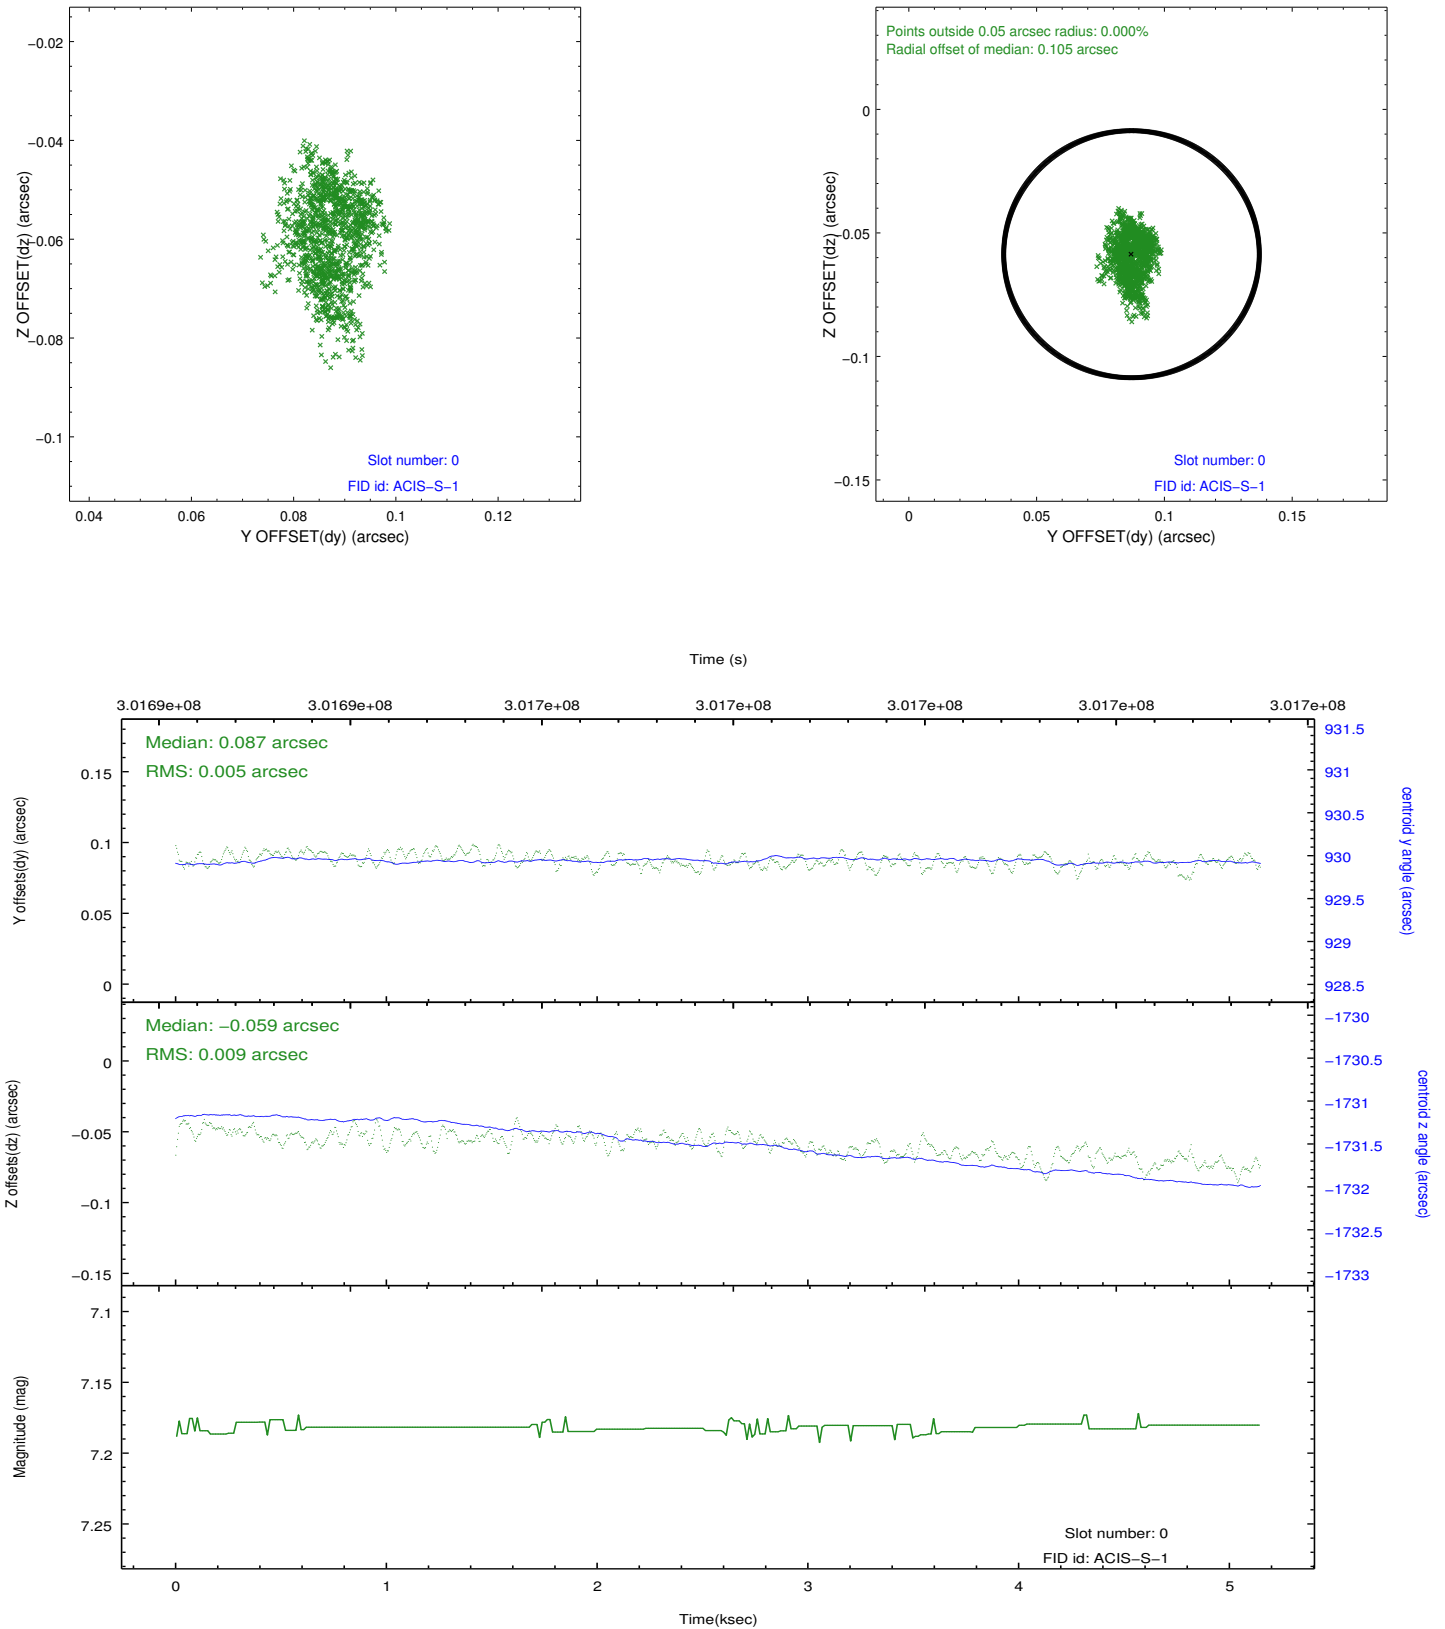 −0.02
−0.04
−0.06
−0.08
−0.1
Z OFFSET(dz) (arcsec)
Slot number: 0
FID id: ACIS−S−1
0.04 0.06 0.08 0.1 0.12
Y OFFSET(dy) (arcsec)
Points outside 0.05 arcsec radius: 0.000%
Radial offset of median: 0.105 arcsec
0
−0.05
−0.1
−0.15
Z OFFSET(dz) (arcsec)
Slot number: 0
FID id: ACIS−S−1
0 0.05 0.1 0.15
Y OFFSET(dy) (arcsec)
Time (s)
3.0169e+08 3.0169e+08 3.017e+08 3.017e+08 3.017e+08 3.017e+08 3.017e+08
Median: 0.087 arcsec
RMS: 0.005 arcsec
0.15
0.1
0.05
0
Y offsets(dy) (arcsec)
931.5
931
930.5
930
929.5
929
928.5
centroid y angle (arcsec)
Median: −0.059 arcsec
RMS: 0.009 arcsec
0
−0.05
−0.1
−0.15
Z offsets(dz) (arcsec)
−1730
−1730.5
−1731
−1731.5
−1732
−1732.5
−1733
centroid z angle (arcsec)
7.1
7.15
7.2
7.25
Magnitude (mag)
Slot number: 0
FID id: ACIS−S−1
0 1 2 3 4 5
Time(ksec)